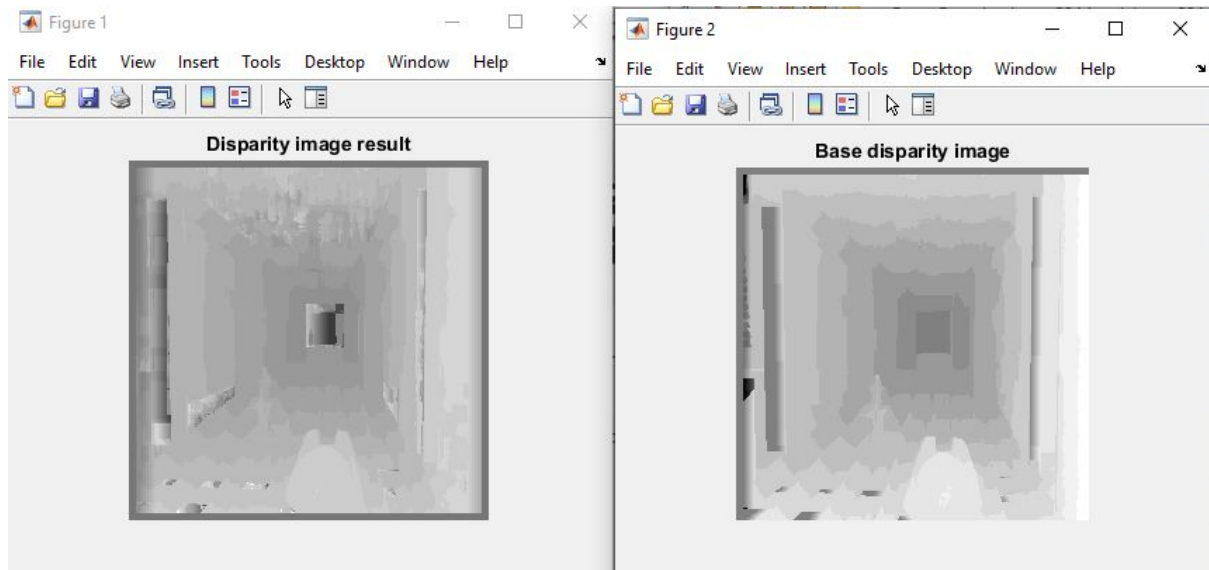 Figure 1
File Edit View Insert Tools Desktop Window Help
Disparity image result
Figure 2
File Edit View Insert Tools Desktop Window Help
Base disparity image